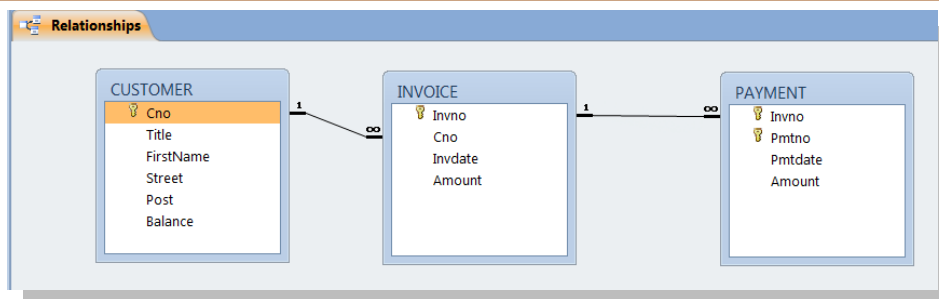 Relationships
CUSTOMER
Cno
Title
FirstName
Street
Post
Balance
1
∞
INVOICE
Invno
Cno
Invdate
Amount
1
∞
PAYMENT
Invno
Pmtno
Pmtdate
Amount